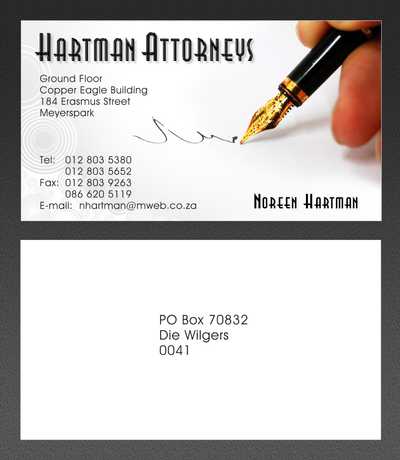 HARTMAN ATTORNEYS
Ground Floor
Copper Eagle Building
184 Erasmus Street
Meyerspark
Tel: 012 803 5380
012 803 5652
Fax: 012 803 9263
086 620 5119
E-mail: nhartman@mweb.co.za
NOREEN HARTMAN
PO Box 70832
Die Wilgers
0041